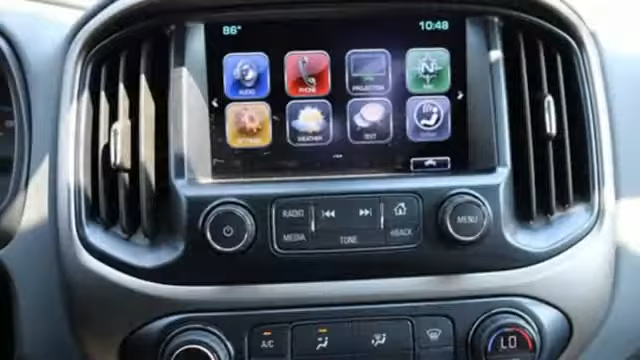 86° 10:48
AUDIO PHONE PROJECTION NAV
SETTINGS WEATHER TEXT
RADIO
MENU
MEDIA TONE BACK
A/C LO